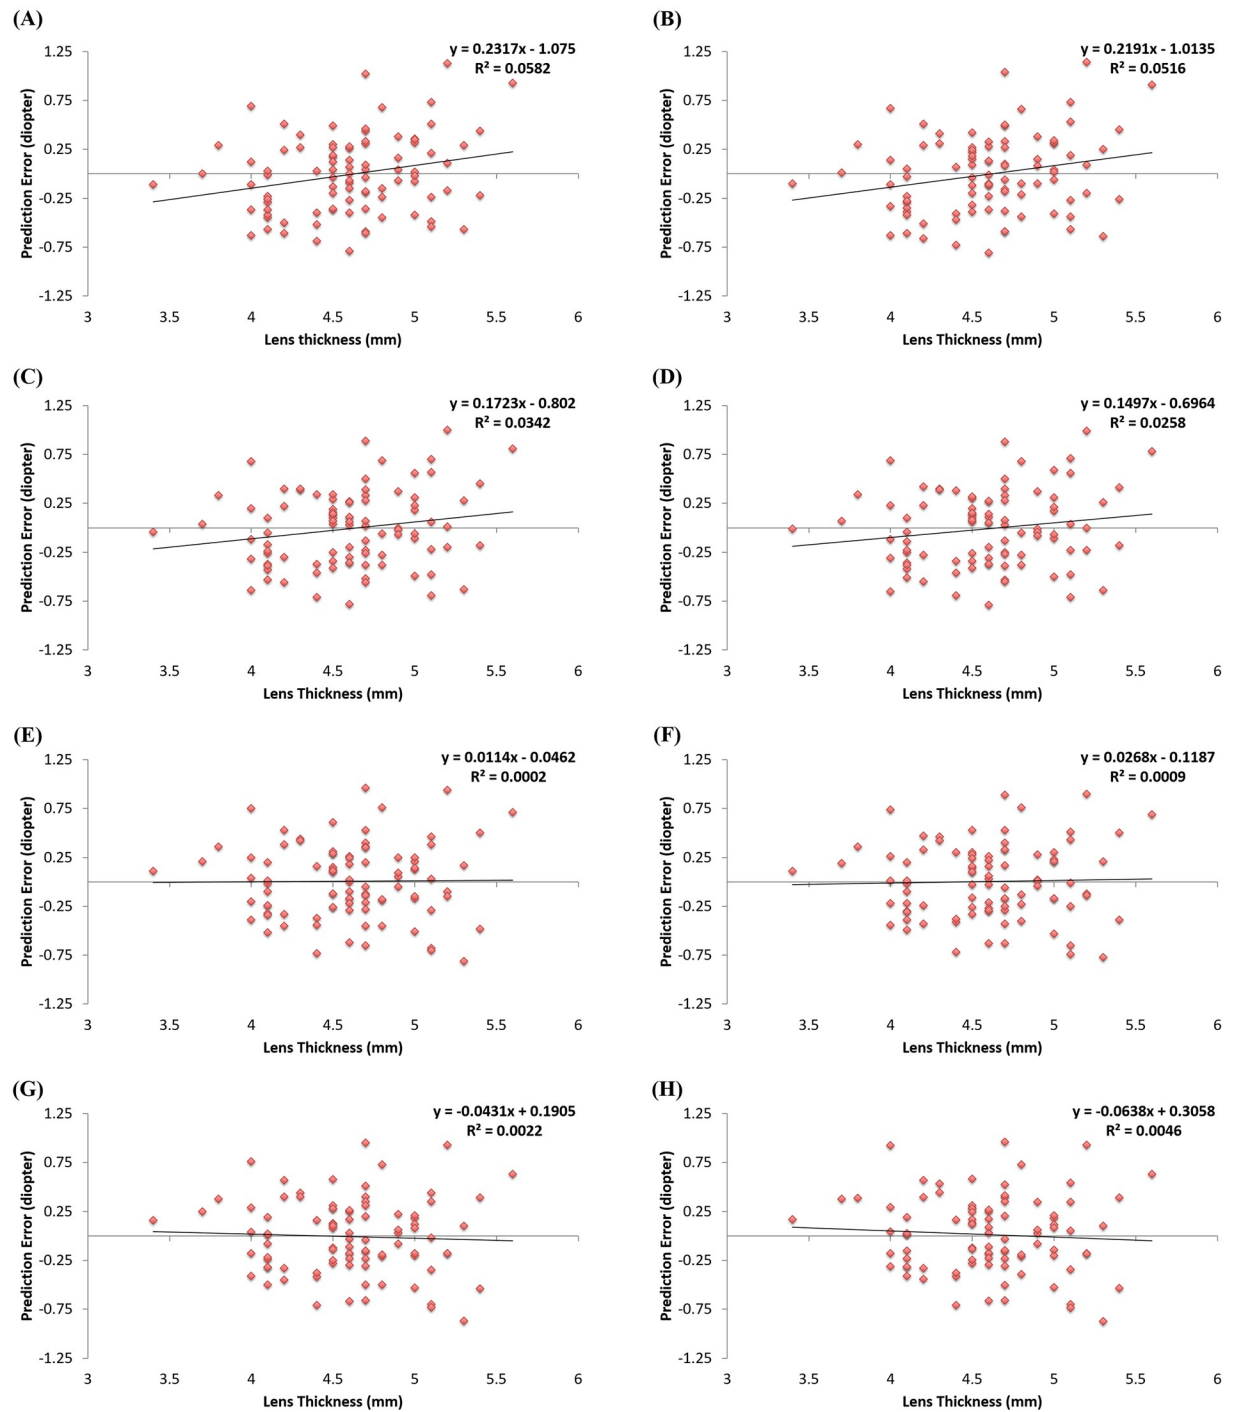 (A)
y = 0.2317x - 1.075
R² = 0.0582
Prediction Error (diopter)
1.25
0.75
0.25
-0.25
-0.75
-1.25
3 3.5 4 4.5 5 5.5 6
Lens thickness (mm)
(B)
y = 0.2191x - 1.0135
R² = 0.0516
Prediction Error (diopter)
1.25
0.75
0.25
-0.25
-0.75
-1.25
3 3.5 4 4.5 5 5.5 6
Lens Thickness (mm)
(C)
y = 0.1723x - 0.802
R² = 0.0342
Prediction Error (diopter)
1.25
0.75
0.25
-0.25
-0.75
-1.25
3 3.5 4 4.5 5 5.5 6
Lens Thickness (mm)
(D)
y = 0.1497x - 0.6964
R² = 0.0258
Prediction Error (diopter)
1.25
0.75
0.25
-0.25
-0.75
-1.25
3 3.5 4 4.5 5 5.5 6
Lens Thickness (mm)
(E)
y = 0.0114x - 0.0462
R² = 0.0002
Prediction Error (diopter)
1.25
0.75
0.25
-0.25
-0.75
-1.25
3 3.5 4 4.5 5 5.5 6
Lens Thickness (mm)
(F)
y = 0.0268x - 0.1187
R² = 0.0009
Prediction Error (diopter)
1.25
0.75
0.25
-0.25
-0.75
-1.25
3 3.5 4 4.5 5 5.5 6
Lens Thickness (mm)
(G)
y = -0.0431x + 0.1905
R² = 0.0022
Prediction Error (diopter)
1.25
0.75
0.25
-0.25
-0.75
-1.25
3 3.5 4 4.5 5 5.5 6
Lens Thickness (mm)
(H)
y = -0.0638x + 0.3058
R² = 0.0046
Prediction Error (diopter)
1.25
0.75
0.25
-0.25
-0.75
-1.25
3 3.5 4 4.5 5 5.5 6
Lens Thickness (mm)